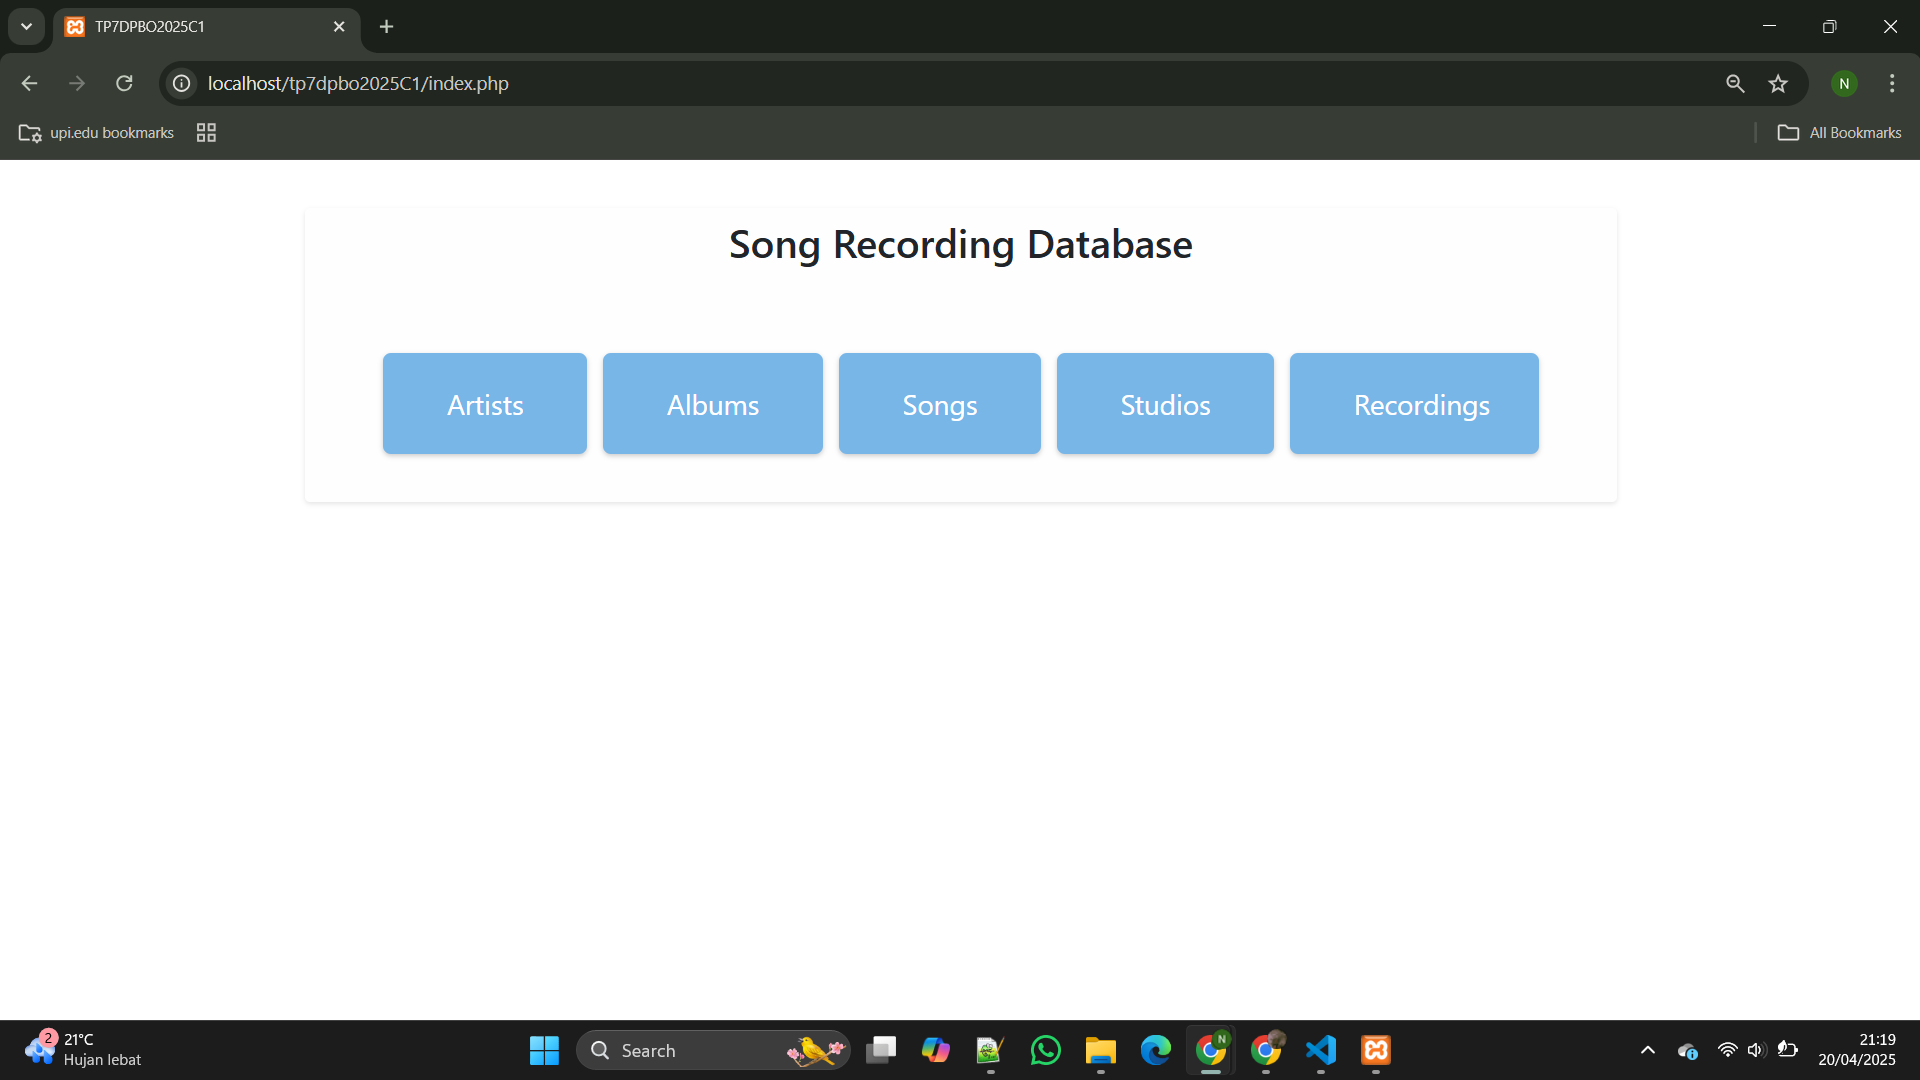 TP7DPBO2025C1
localhost/tp7dpbo2025C1/index.php
N
upi.edu bookmarks
All Bookmarks
Song Recording Database
Artists
Albums
Songs
Studios
Recordings
2
21°C
Hujan lebat
Search
N
21:19
20/04/2025